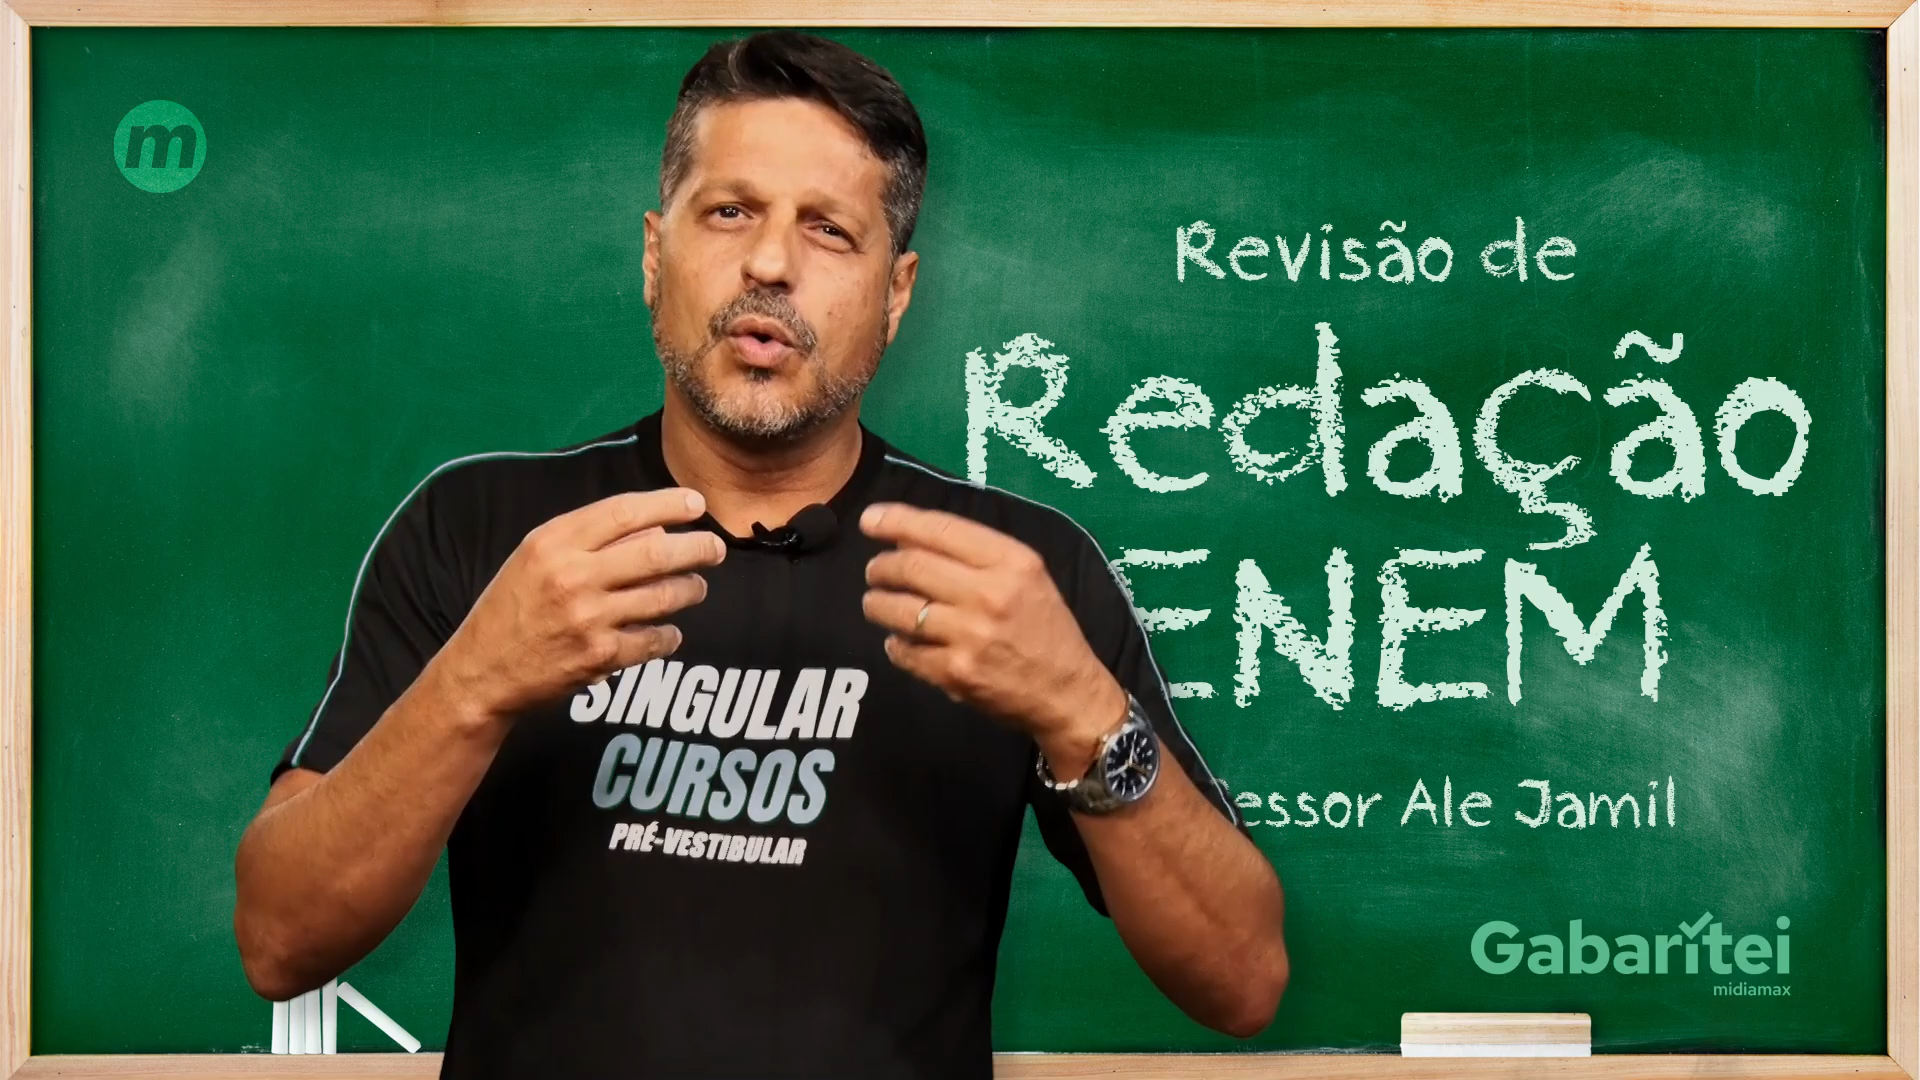 m
Revisão de
Redação
ENEM
essor Ale Jamil
SINGULAR
CURSOS
PRÉ-VESTIBULAR
Gabaritei
midiamax